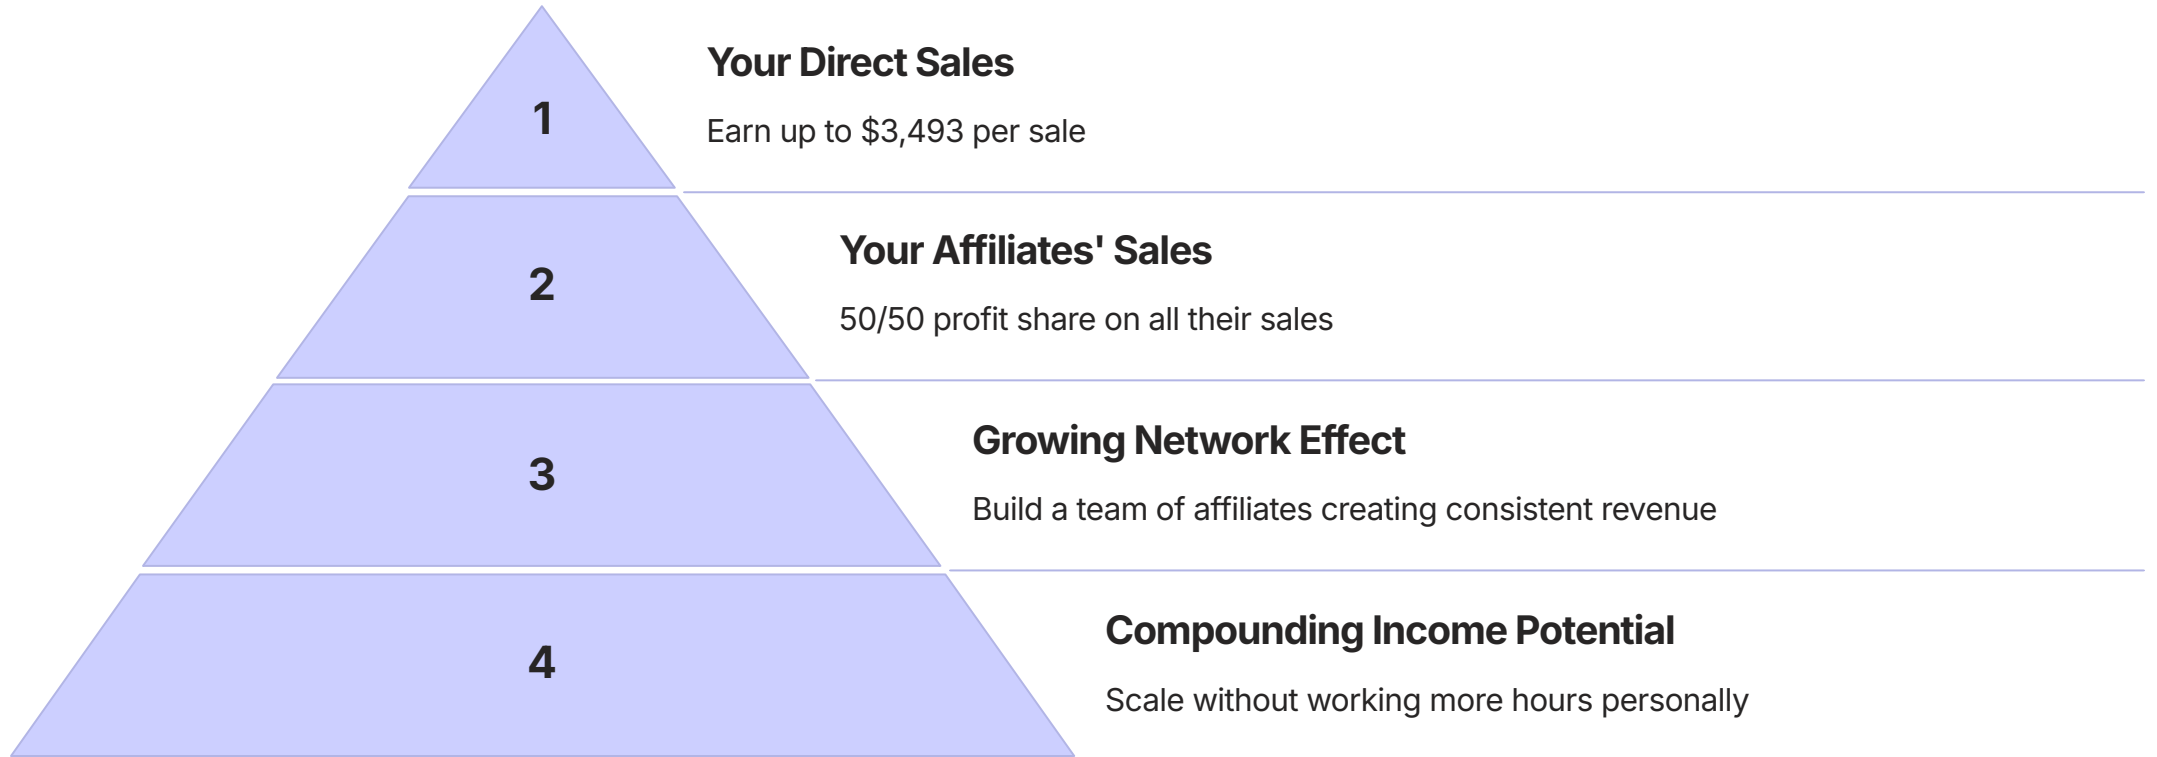 1
Your Direct Sales
Earn up to $3,493 per sale
2
Your Affiliates' Sales
50/50 profit share on all their sales
3
Growing Network Effect
Build a team of affiliates creating consistent revenue
4
Compounding Income Potential
Scale without working more hours personally